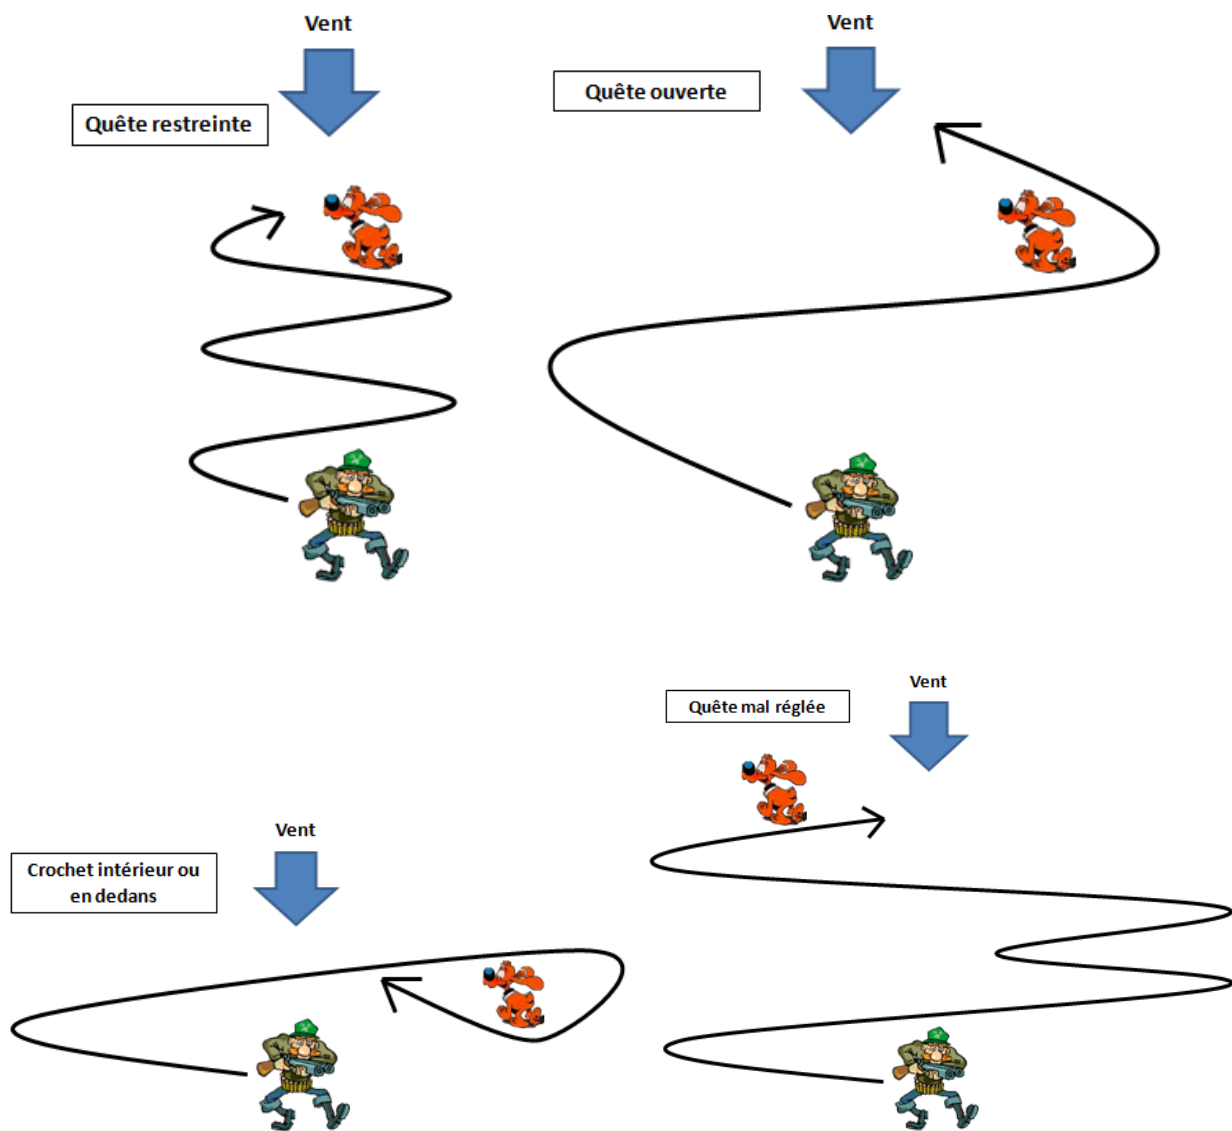 Vent
Quête restreinte
Vent
Quête ouverte
Vent
Crochet intérieur ou
en dedans
Vent
Quête mal réglée